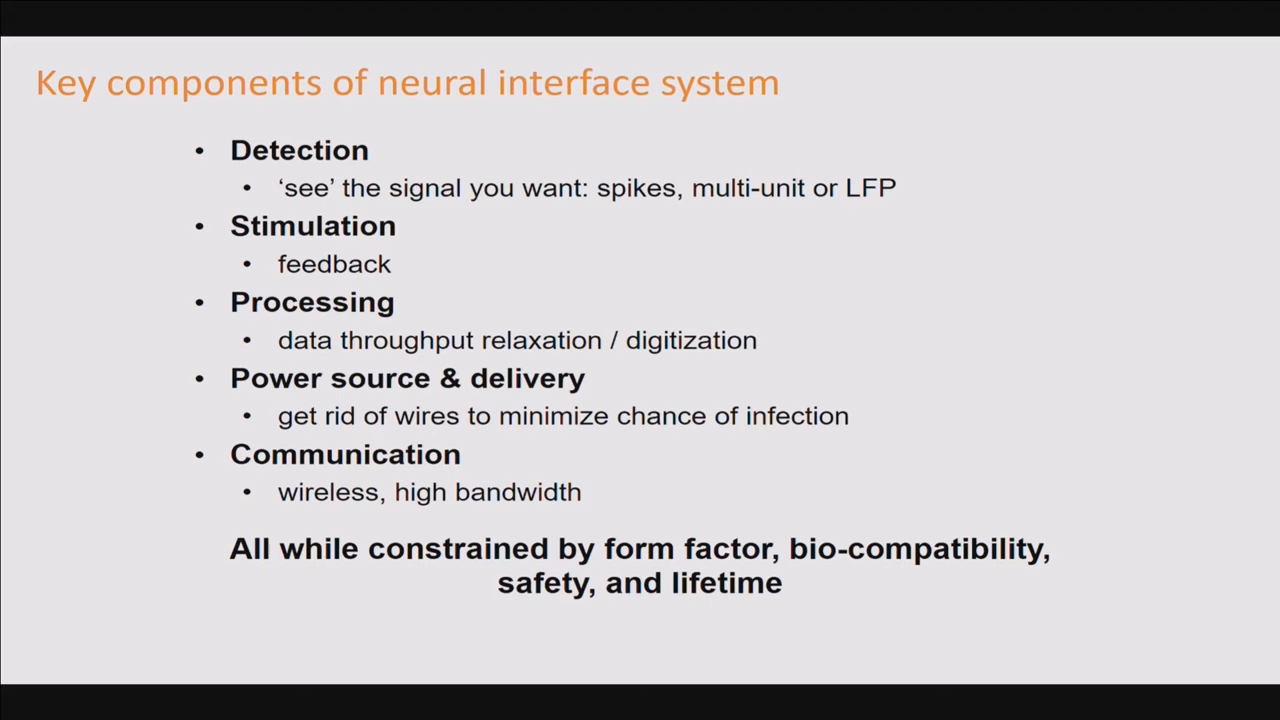 Key components of neural interface system
• Detection
• ‘see’ the signal you want: spikes, multi-unit or LFP
• Stimulation
• feedback
• Processing
• data throughput relaxation / digitization
• Power source & delivery
• get rid of wires to minimize chance of infection
• Communication
• wireless, high bandwidth
All while constrained by form factor, bio-compatibility,
safety, and lifetime